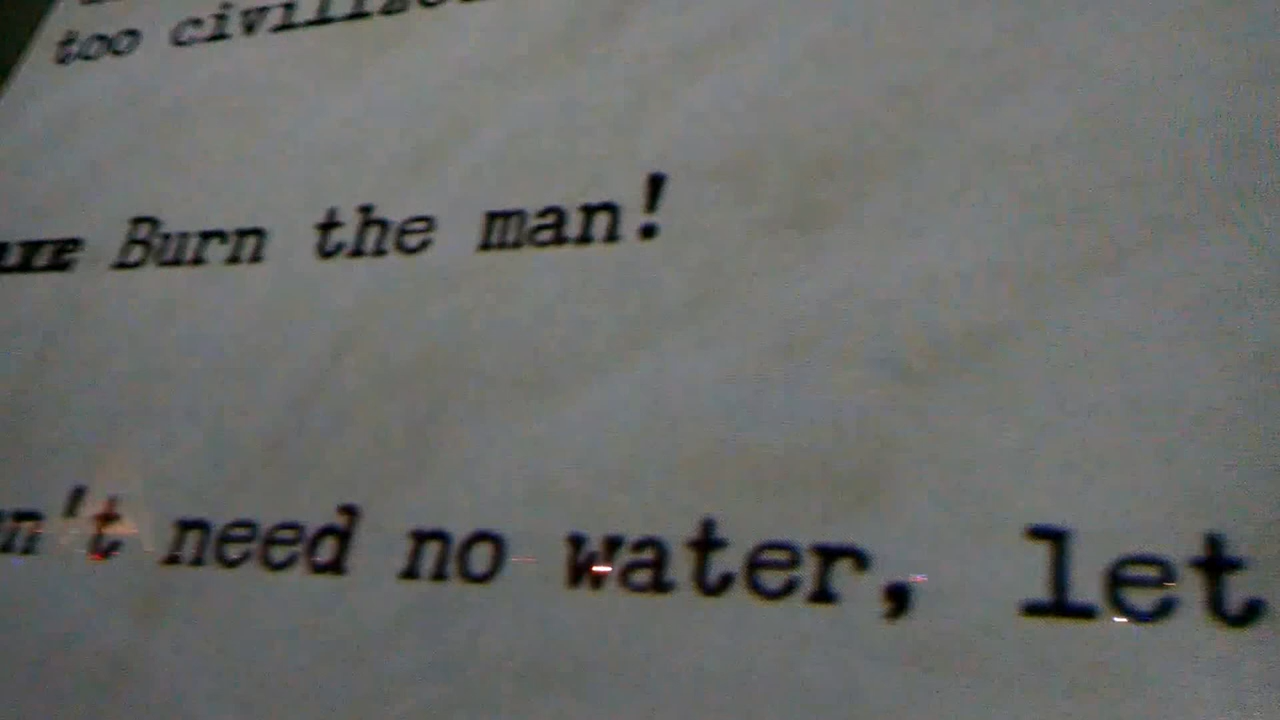 too
Burn the man!
need no water, let